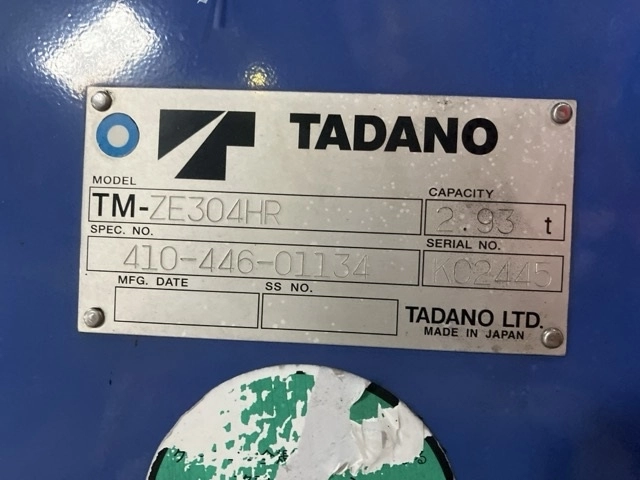 TADANO
MODEL
TM-ZE304HR
CAPACITY
2.93 t
SPEC. NO.
410-446-01134
SERIAL NO.
K02445
MFG. DATE
SS NO.
TADANO LTD.
MADE IN JAPAN